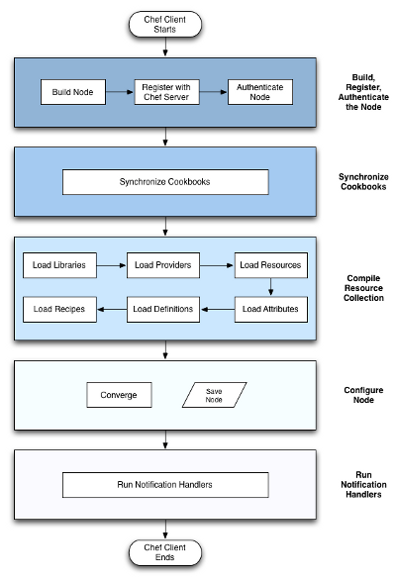 Chef Client
Starts
Build Node
Register with
Chef Server
Authenticate
Node
Build,
Register,
Authenticate
the Node
Synchronize Cookbooks
Synchronize
Cookbooks
Load Libraries
Load Providers
Load Resources
Load Recipes
Load Definitions
Load Attributes
Compile
Resource
Collection
Converge
Save
Node
Configure
Node
Run Notification Handlers
Run
Notification
Handlers
Chef Client
Ends